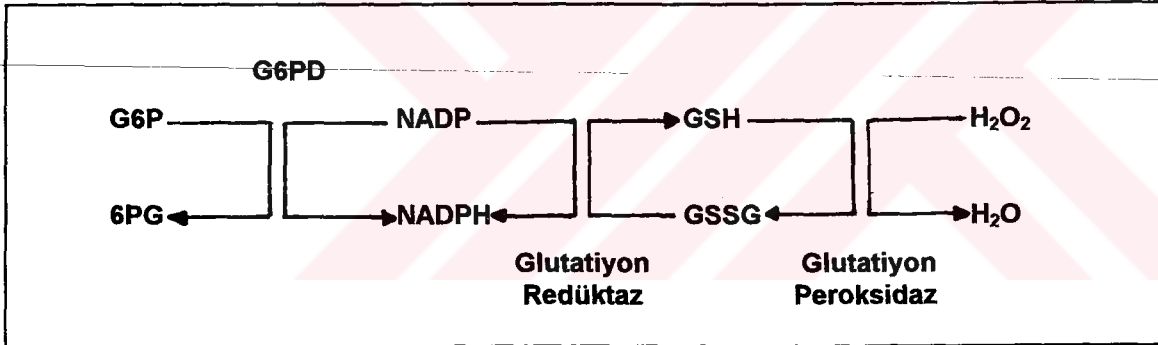 G6PD
G6P NADP GSH H₂O₂
6PG NADPH GSSG H₂O
Glutatiyon Glutatiyon
Redüktaz Peroksidaz